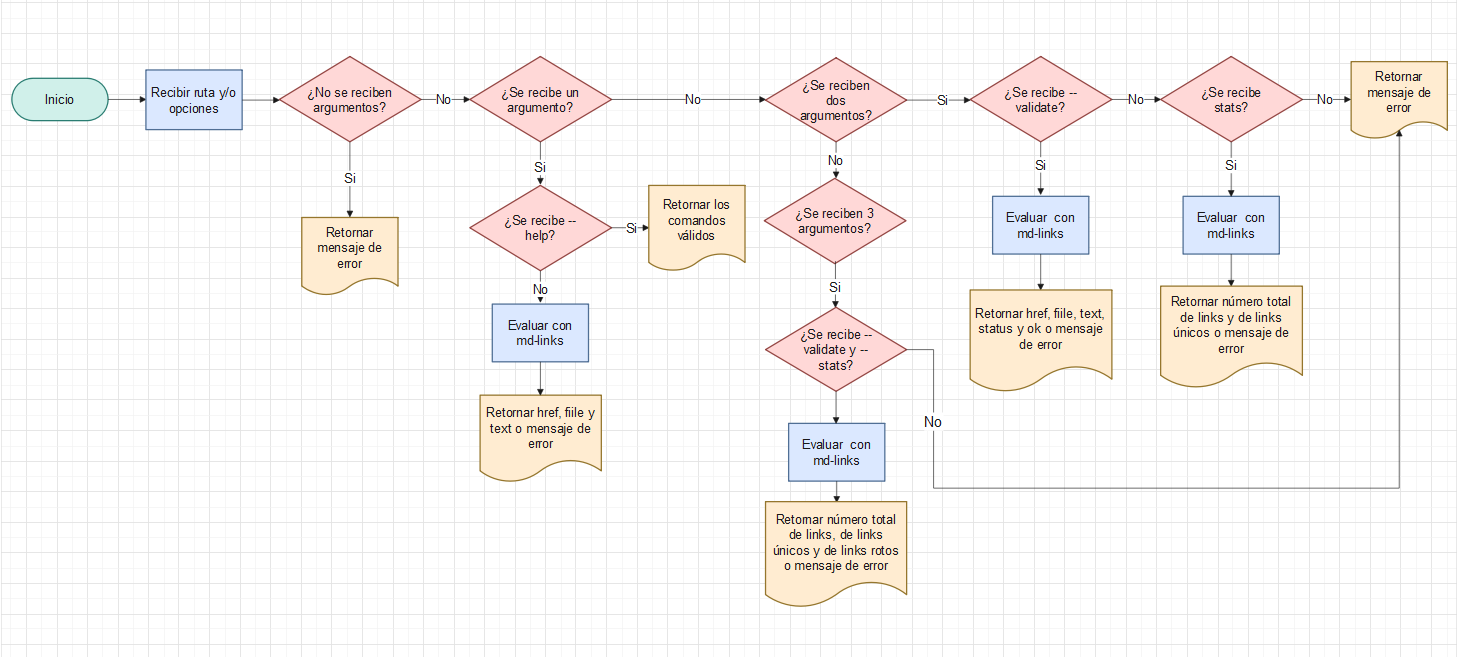 Inicio
Recibir ruta y/o
opciones
¿No se reciben
argumentos?
No
¿Se recibe un
argumento?
No
¿Se reciben
dos
argumentos?
Si
¿Se recibe --
validate?
No
¿Se recibe
stats?
No
Retornar
mensaje de
error
Si
Retornar
mensaje de
error
Si
¿Se recibe --
help?
Si
Retornar los
comandos
válidos
No
Evaluar con
md-links
Retornar href, fiile y
text o mensaje de
error
No
¿Se reciben 3
argumentos?
Si
¿Se recibe --
validate y --
stats?
No
Evaluar con
md-links
Retornar número total
de links, de links
únicos y de links rotos
o mensaje de error
Si
Evaluar con
md-links
Retornar href, fiile, text,
status y ok o mensaje
de error
Si
Evaluar con
md-links
Retornar número total
de links y de links
únicos o mensaje de
error